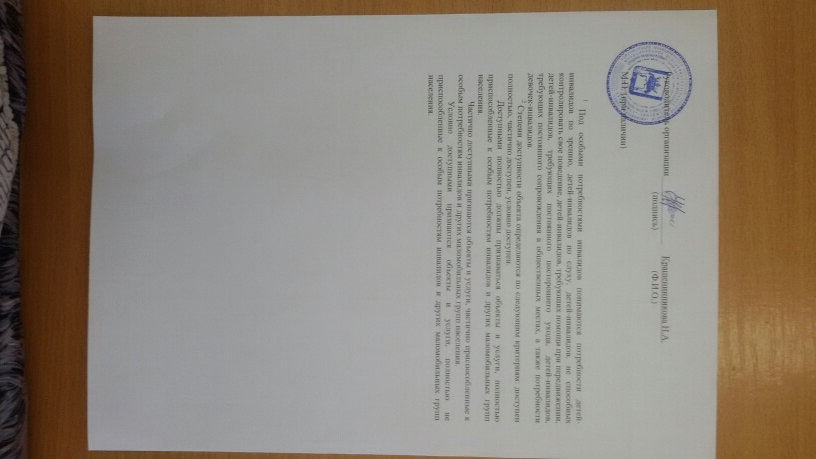 Руководитель организации Крашенинникова Н.А.
(подпись) (Ф.И.О.)
М.П. (при наличии)
1 Под особыми потребностями инвалидов понимаются потребности детей-
инвалидов по зрению, детей-инвалидов по слуху, детей-инвалидов, не способных
контролировать свое поведение, детей-инвалидов, требующих помощи при передвижении,
детей-инвалидов, требующих постоянного постороннего ухода, детей-инвалидов,
требующих постоянного сопровождения в общественных местах, а также потребности
девочек-инвалидов.
2 Степени доступности объекта определяются по следующим критериям: доступен
полностью, частично доступен, условно доступен.
Доступными полностью должны признаваться объекты и услуги, полностью
приспособленные к особым потребностям инвалидов и других маломобильных групп
населения.
Частично доступными признаются объекты и услуги, частично приспособленные к
особым потребностям инвалидов и других маломобильных групп населения.
Условно доступными признаются объекты и услуги, полностью не
приспособленные к особым потребностям инвалидов и других маломобильных групп
населения.